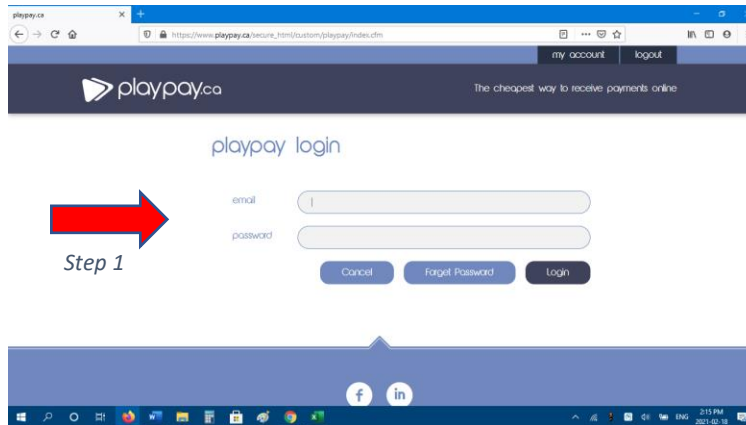 playpay.ca
https://www.playpay.ca/secure_html/custom/playpay/index.cfm
my account logout
playpay.ca The cheapest way to receive payments online
playpay login
email
password
Step 1
Cancel Forget Password Login
f in
ENG 2:15 PM
2021-02-18